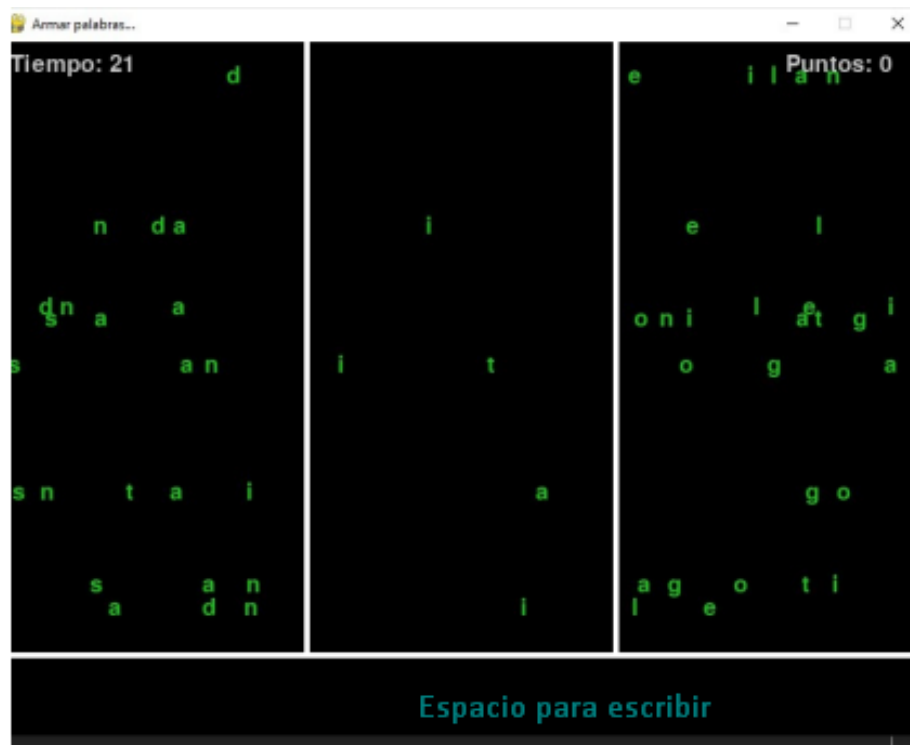 Armar palabras...
Tiempo: 21 Puntos: 0
d e i l a n
n d a i e l
d n a l e i
s a o n i a t g
s a n i t o g a
s n t a i a g o
s a n a g o t i
a d n i l e
Espacio para escribir